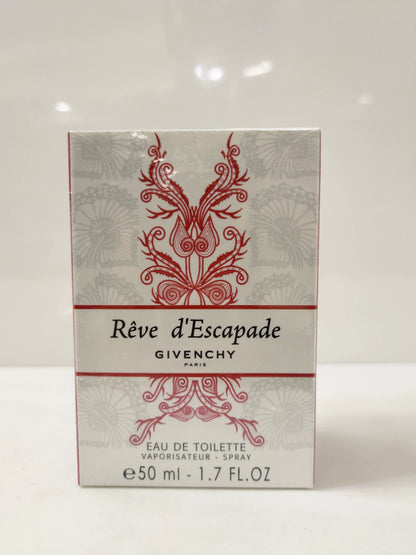 Rêve d'Escapade
GIVENCHY
PARIS
EAU DE TOILETTE
VAPORISATEUR - SPRAY
℮50 ml - 1.7 FL.OZ